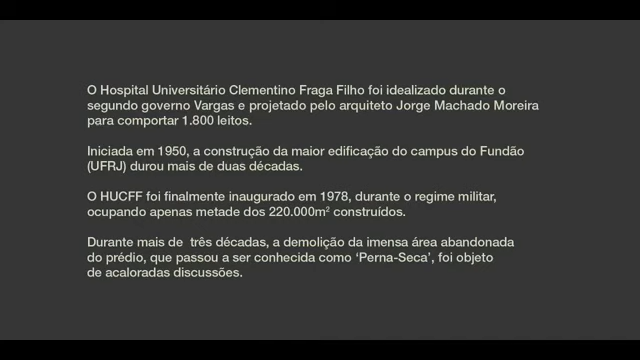 O Hospital Universitário Clementino Fraga Filho foi idealizado durante o
segundo governo Vargas e projetado pelo arquiteto Jorge Machado Moreira
para comportar 1.800 leitos.
Iniciada em 1950, a construção da maior edificação do campus do Fundão
(UFRJ) durou mais de duas décadas.
O HUCFF foi finalmente inaugurado em 1978, durante o regime militar,
ocupando apenas metade dos 220.000m² construídos.
Durante mais de três décadas, a demolição da imensa área abandonada
do prédio, que passou a ser conhecida como ‘Perna-Seca’, foi objeto
de acaloradas discussões.